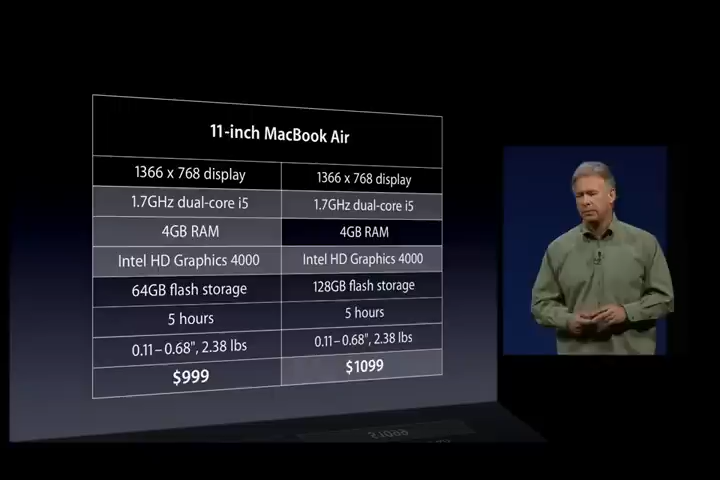 11-inch MacBook Air
1366 x 768 display 1366 x 768 display
1.7GHz dual-core i5 1.7GHz dual-core i5
4GB RAM 4GB RAM
Intel HD Graphics 4000 Intel HD Graphics 4000
64GB flash storage 128GB flash storage
5 hours 5 hours
0.11–0.68", 2.38 lbs 0.11–0.68", 2.38 lbs
$999 $1099